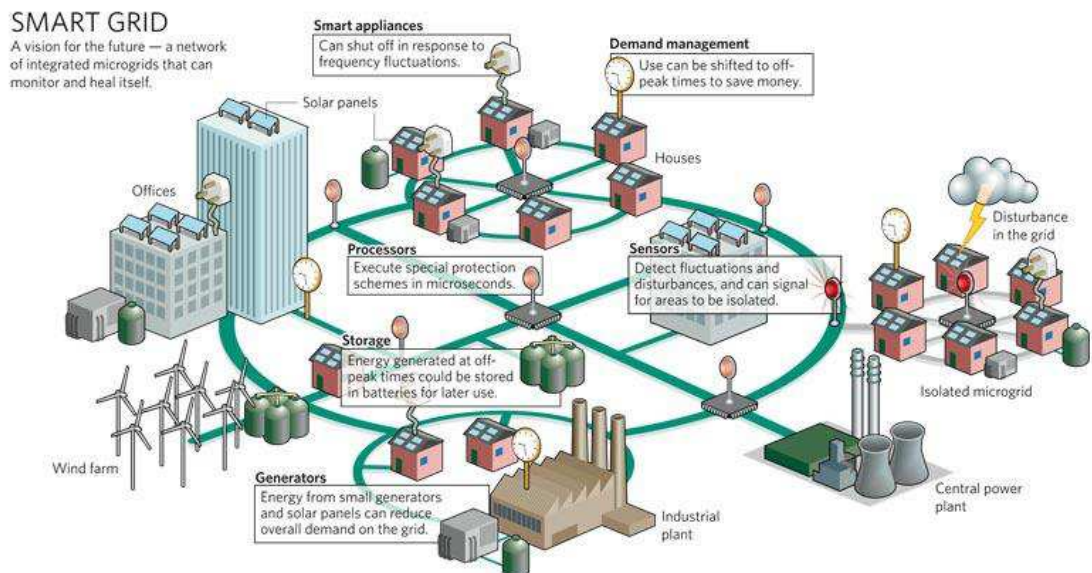 SMART GRID
A vision for the future — a network
of integrated microgrids that can
monitor and heal itself.
Smart appliances
Can shut off in response to
frequency fluctuations.
Demand management
Use can be shifted to off-
peak times to save money.
Solar panels
Houses
Offices
Disturbance
in the grid
Processors
Execute special protection
schemes in microseconds.
Sensors
Detect fluctuations and
disturbances, and can signal
for areas to be isolated.
Storage
Energy generated at off-
peak times could be stored
in batteries for later use.
Isolated microgrid
Wind farm
Generators
Energy from small generators
and solar panels can reduce
overall demand on the grid.
Industrial
plant
Central power
plant